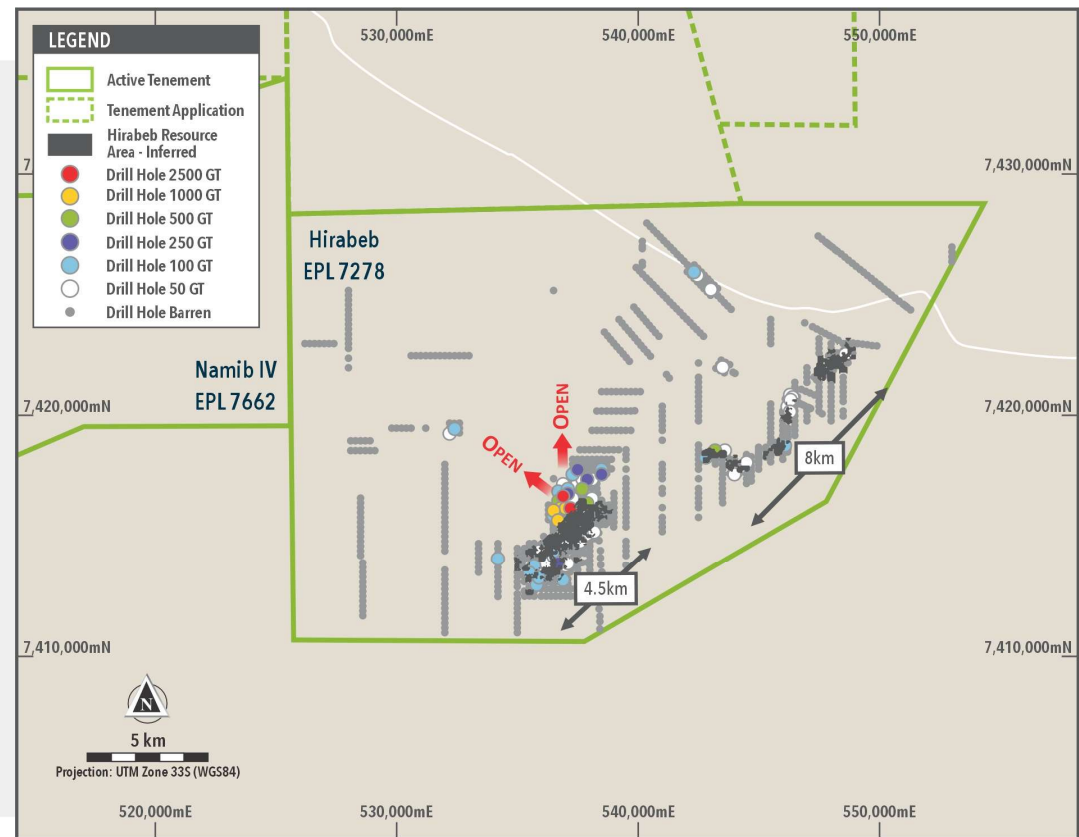 LEGEND
Active Tenement
Tenement Application
Hirabeb Resource
Area - Inferred
Drill Hole 2500 GT
Drill Hole 1000 GT
Drill Hole 500 GT
Drill Hole 250 GT
Drill Hole 100 GT
Drill Hole 50 GT
Drill Hole Barren
530,000mE
540,000mE
550,000mE
7
7,430,000mN
Hirabeb
EPL 7278
Namib IV
EPL 7662
7,420,000mN
7,420,000mN
OPEN
OPEN
8km
4.5km
7,410,000mN
7,410,000mN
N
5 km
Projection: UTM Zone 33S (WGS84)
520,000mE
530,000mE
540,000mE
550,000mE